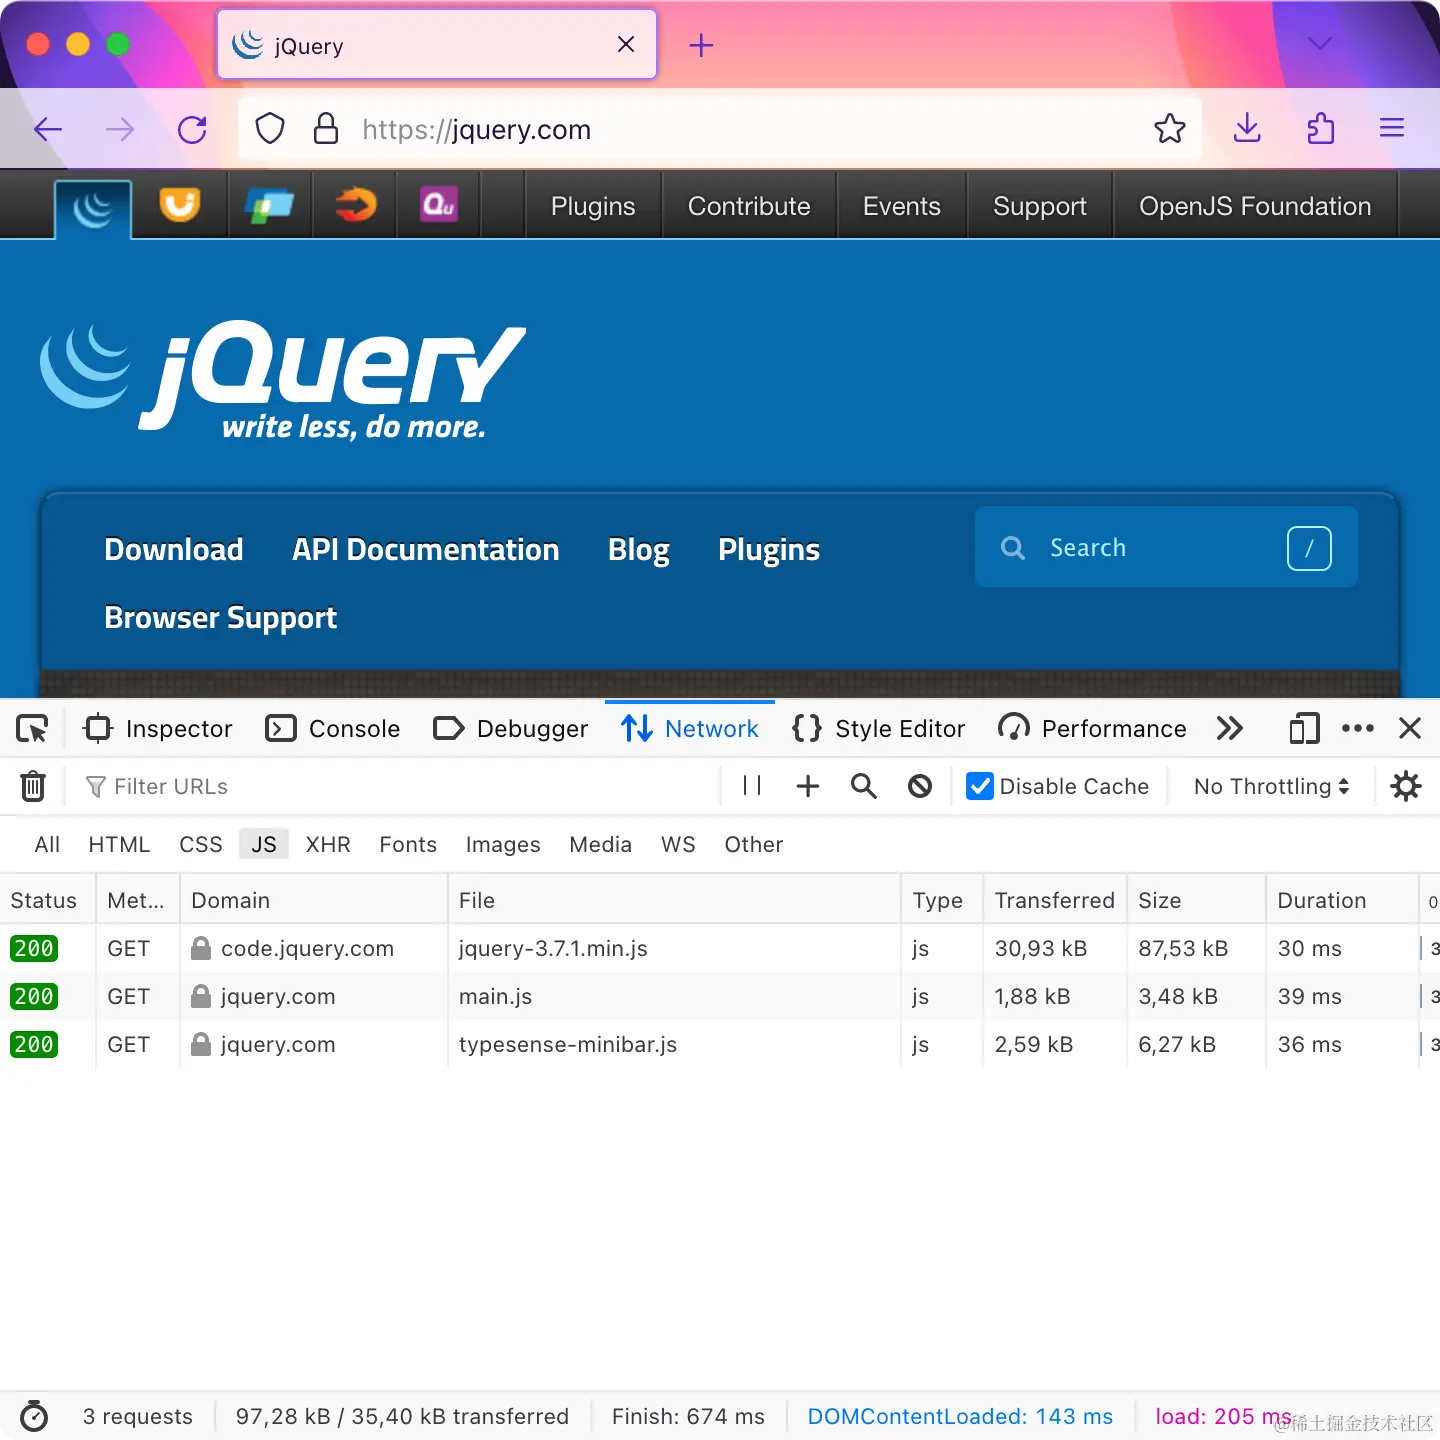 jQuery
https://jquery.com
Qu Plugins Contribute Events Support OpenJS Foundation
jQuery
write less, do more.
Download API Documentation Blog Plugins Search /
Browser Support
Inspector Console Debugger Network Style Editor Performance
Filter URLs Disable Cache No Throttling
All HTML CSS JS XHR Fonts Images Media WS Other
Status Met... Domain File Type Transferred Size Duration 0
200 GET code.jquery.com jquery-3.7.1.min.js js 30,93 kB 87,53 kB 30 ms 3
200 GET jquery.com main.js js 1,88 kB 3,48 kB 39 ms 3
200 GET jquery.com typesense-minibar.js js 2,59 kB 6,27 kB 36 ms 3
3 requests 97,28 kB / 35,40 kB transferred Finish: 674 ms DOMContentLoaded: 143 ms load: 205 ms
@稀土掘金技术社区